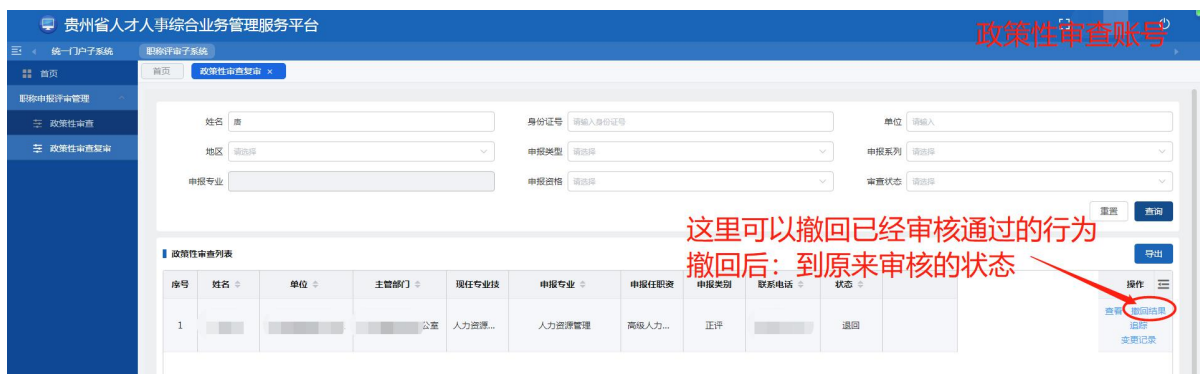 贵州省人才人事综合业务管理服务平台
政策性审查账号
统一门户子系统
职称评审子系统
首页
职称申报评审管理
政策性审查
政策性审查复审
首页
政策性审查复审 ×
姓名 唐
身份证号 请输入身份证号
单位 请输入
地区 请选择
申报类型 请选择
申报系列 请选择
申报专业
申报资格 请选择
审查状态 请选择
重置 查询
这里可以撤回已经审核通过的行为
撤回后：到原来审核的状态
政策性审查列表
导出
序号 姓名 单位 主管部门 现任专业技 申报专业 申报任职资 申报类别 联系电话 状态 操作
1 公室 人力资源... 人力资源管理 高级人力... 正评 退回
查看 撤回结果
追踪
变更记录